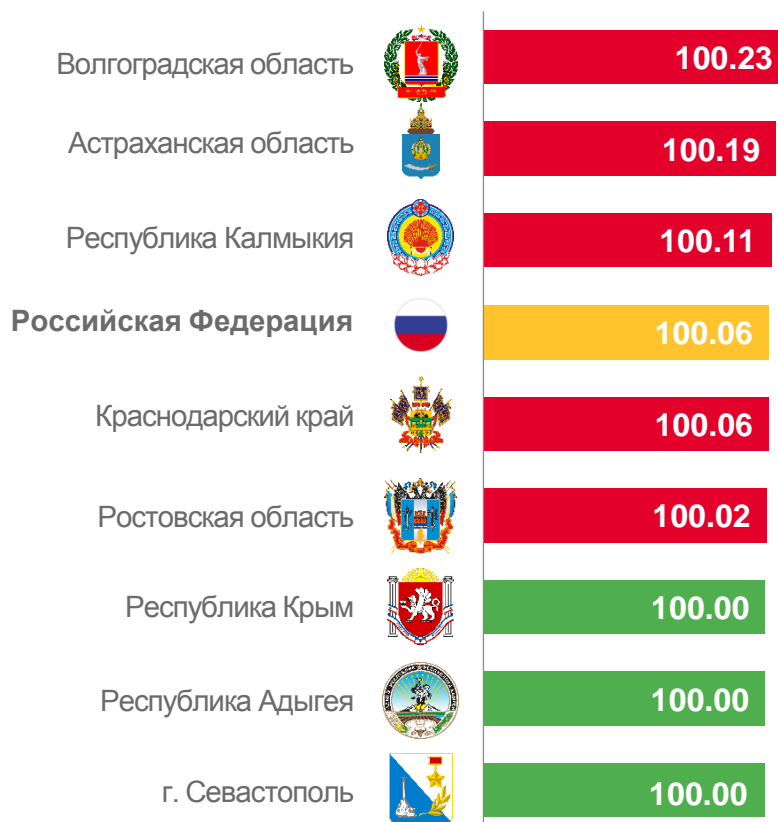 Волгоградская область 100.23
Астраханская область 100.19
Республика Калмыкия 100.11
Российская Федерация 100.06
Краснодарский край 100.06
Ростовская область 100.02
Республика Крым 100.00
Республика Адыгея 100.00
г. Севастополь 100.00